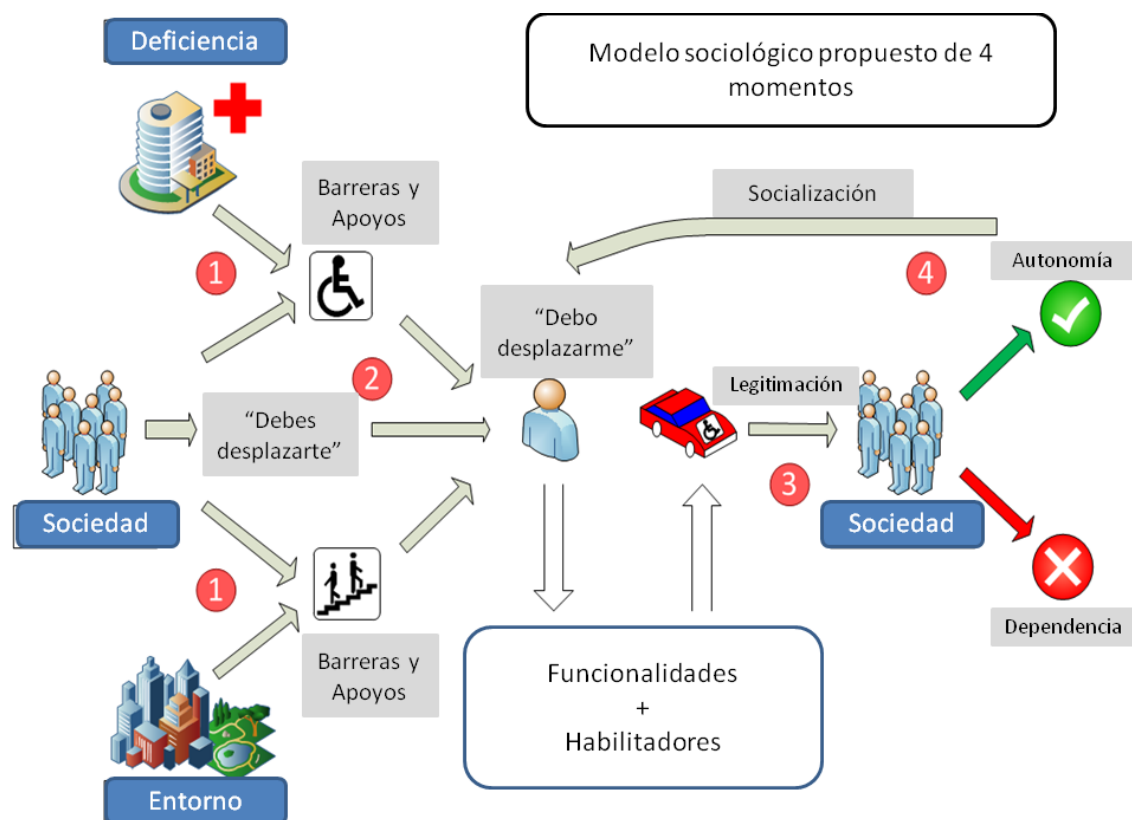 Deficiencia
Modelo sociológico propuesto de 4
momentos
Barreras y
Apoyos
Socialización
1
4
Autonomía
“Debo
desplazarme”
2
Legitimación
“Debes
desplazarte”
3
Sociedad
Sociedad
1
Barreras y
Apoyos
Dependencia
Funcionalidades
+
Habilitadores
Entorno